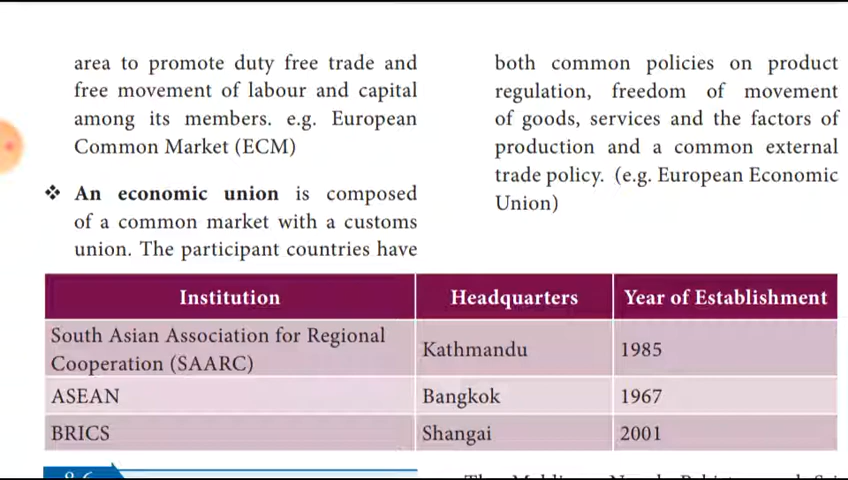 area to promote duty free trade and
free movement of labour and capital
among its members. e.g. European
Common Market (ECM)
❖ An economic union is composed
of a common market with a customs
union. The participant countries have
both common policies on product
regulation, freedom of movement
of goods, services and the factors of
production and a common external
trade policy. (e.g. European Economic
Union)
Institution Headquarters Year of Establishment
South Asian Association for Regional
Cooperation (SAARC) Kathmandu 1985
ASEAN Bangkok 1967
BRICS Shangai 2001